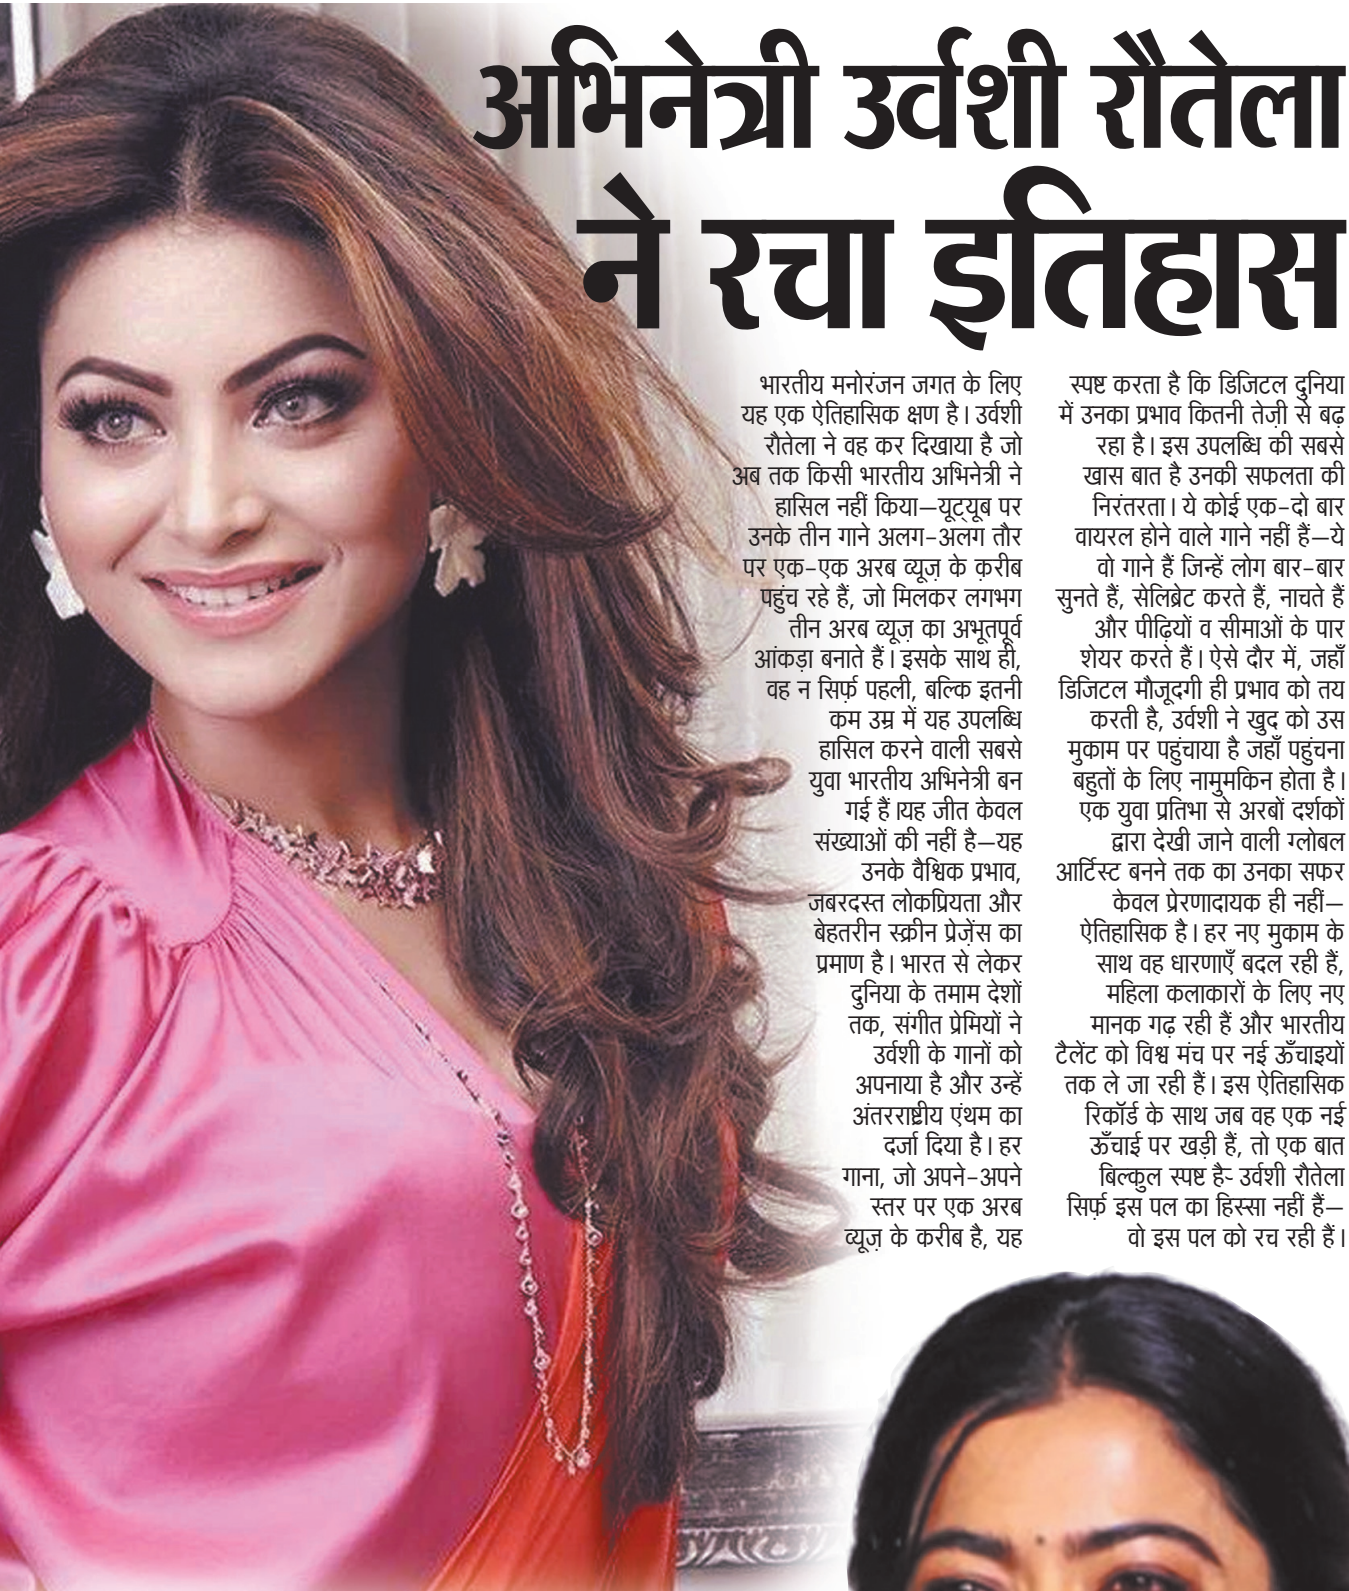 अभिनेत्री उर्वशी रौतेला
ने रचा इतिहास
भारतीय मनोरंजन जगत के लिए
यह एक ऐतिहासिक क्षण है। उर्वशी
रौतेला ने वह कर दिखाया है जो
अब तक किसी भारतीय अभिनेत्री ने
हासिल नहीं किया—यूट्यूब पर
उनके तीन गाने अलग-अलग तौर
पर एक-एक अरब व्यूज़ के क़रीब
पहुंच रहे हैं, जो मिलकर लगभग
तीन अरब व्यूज़ का अभूतपूर्व
आंकड़ा बनाते हैं। इसके साथ ही,
वह न सिर्फ़ पहली, बल्कि इतनी
कम उम्र में यह उपलब्धि
हासिल करने वाली सबसे
युवा भारतीय अभिनेत्री बन
गई हैं।यह जीत केवल
संख्याओं की नहीं है—यह
उनके वैश्विक प्रभाव,
जबरदस्त लोकप्रियता और
बेहतरीन स्क्रीन प्रेज़ेंस का
प्रमाण है। भारत से लेकर
दुनिया के तमाम देशों
तक, संगीत प्रेमियों ने
उर्वशी के गानों को
अपनाया है और उन्हें
अंतरराष्ट्रीय एंथम का
दर्जा दिया है। हर
गाना, जो अपने-अपने
स्तर पर एक अरब
व्यूज़ के करीब है, यह
स्पष्ट करता है कि डिजिटल दुनिया
में उनका प्रभाव कितनी तेज़ी से बढ़
रहा है। इस उपलब्धि की सबसे
खास बात है उनकी सफलता की
निरंतरता। ये कोई एक-दो बार
वायरल होने वाले गाने नहीं हैं—ये
वो गाने हैं जिन्हें लोग बार-बार
सुनते हैं, सेलिब्रेट करते हैं, नाचते हैं
और पीढ़ियों व सीमाओं के पार
शेयर करते हैं। ऐसे दौर में, जहाँ
डिजिटल मौजूदगी ही प्रभाव को तय
करती है, उर्वशी ने खुद को उस
मुकाम पर पहुंचाया है जहाँ पहुंचना
बहुतों के लिए नामुमकिन होता है।
एक युवा प्रतिभा से अरबों दर्शकों
द्वारा देखी जाने वाली ग्लोबल
आर्टिस्ट बनने तक का उनका सफर
केवल प्रेरणादायक ही नहीं—
ऐतिहासिक है। हर नए मुकाम के
साथ वह धारणाएँ बदल रही हैं,
महिला कलाकारों के लिए नए
मानक गढ़ रही हैं और भारतीय
टैलेंट को विश्व मंच पर नई ऊँचाइयों
तक ले जा रही हैं। इस ऐतिहासिक
रिकॉर्ड के साथ जब वह एक नई
ऊँचाई पर खड़ी हैं, तो एक बात
बिल्कुल स्पष्ट है- उर्वशी रौतेला
सिर्फ़ इस पल का हिस्सा नहीं हैं—
वो इस पल को रच रही हैं।